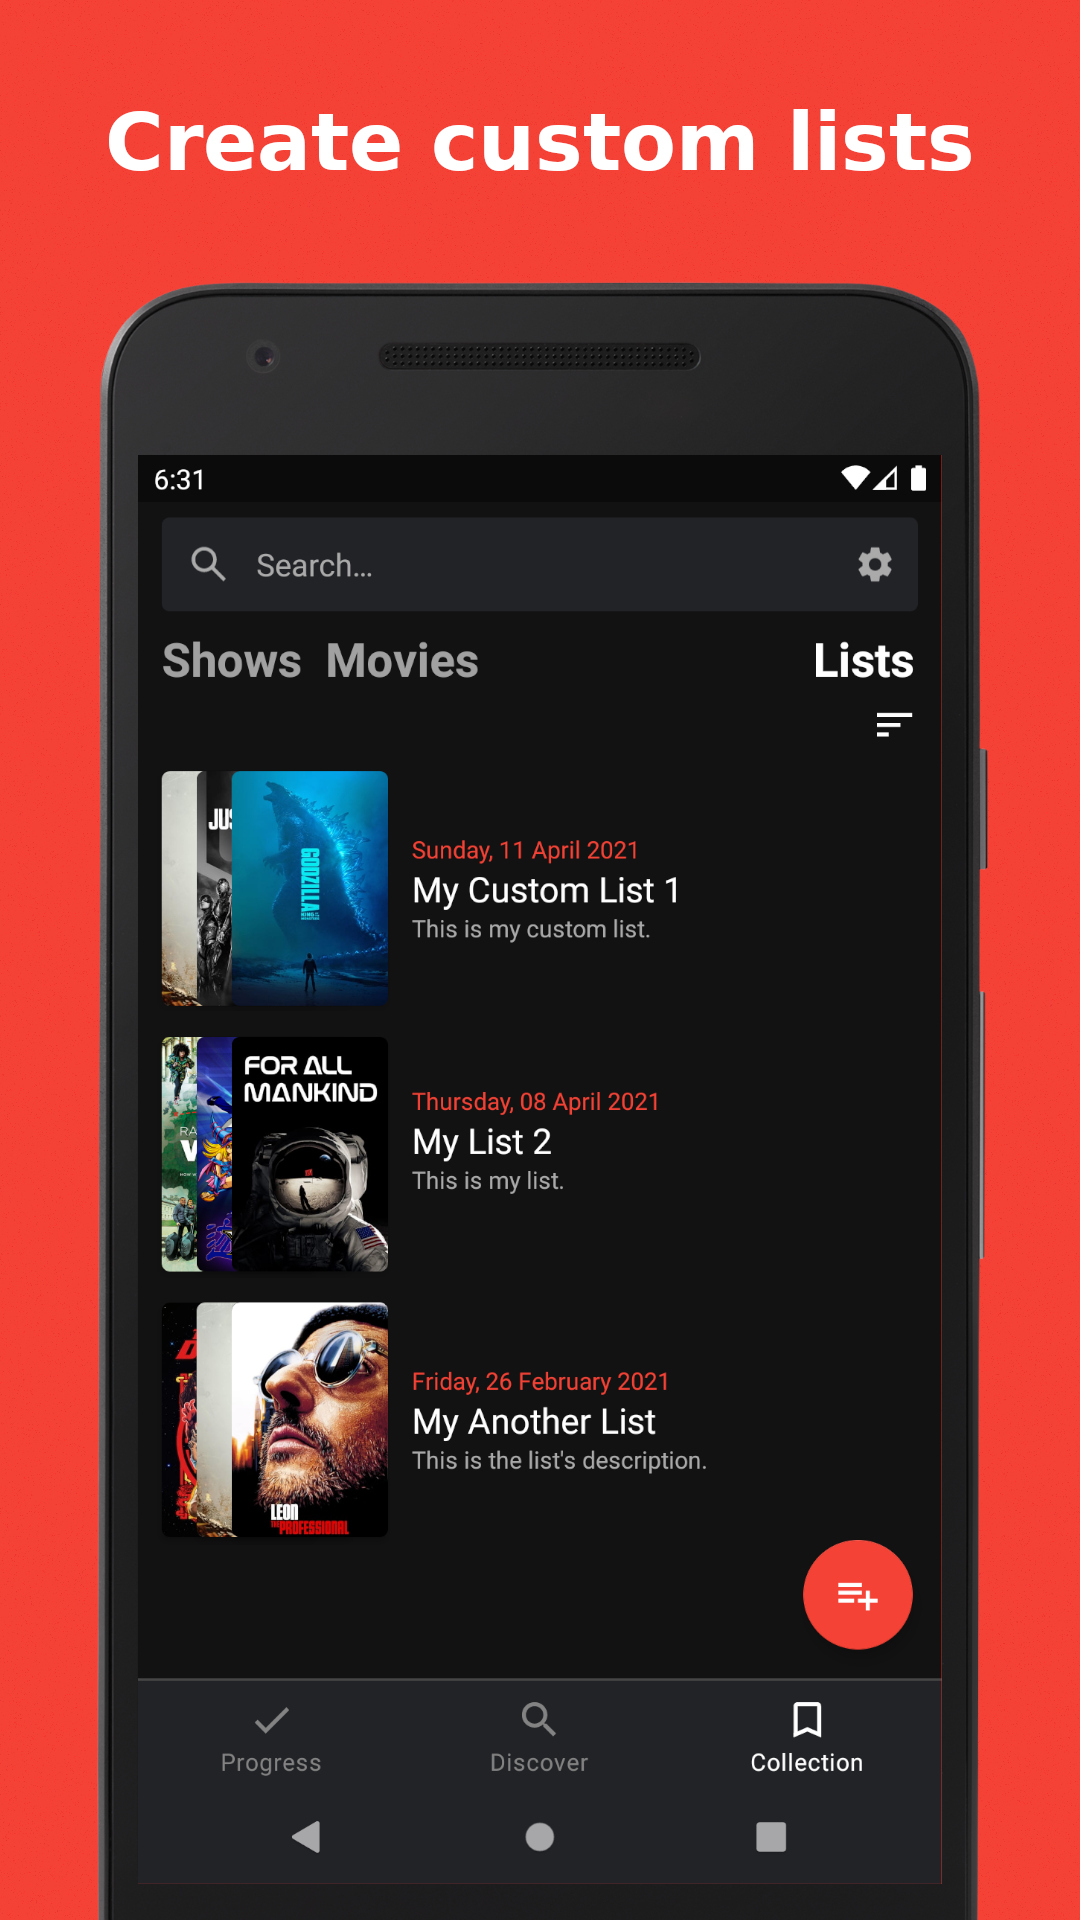 Create custom lists
6:31
Search...
Shows Movies Lists
JUS
GODZILLA
Sunday, 11 April 2021
My Custom List 1
This is my custom list.
FOR ALL
MANKIND
RA
Thursday, 08 April 2021
My List 2
This is my list.
LEON
THE PROFESSIONAL
Friday, 26 February 2021
My Another List
This is the list's description.
Progress Discover Collection